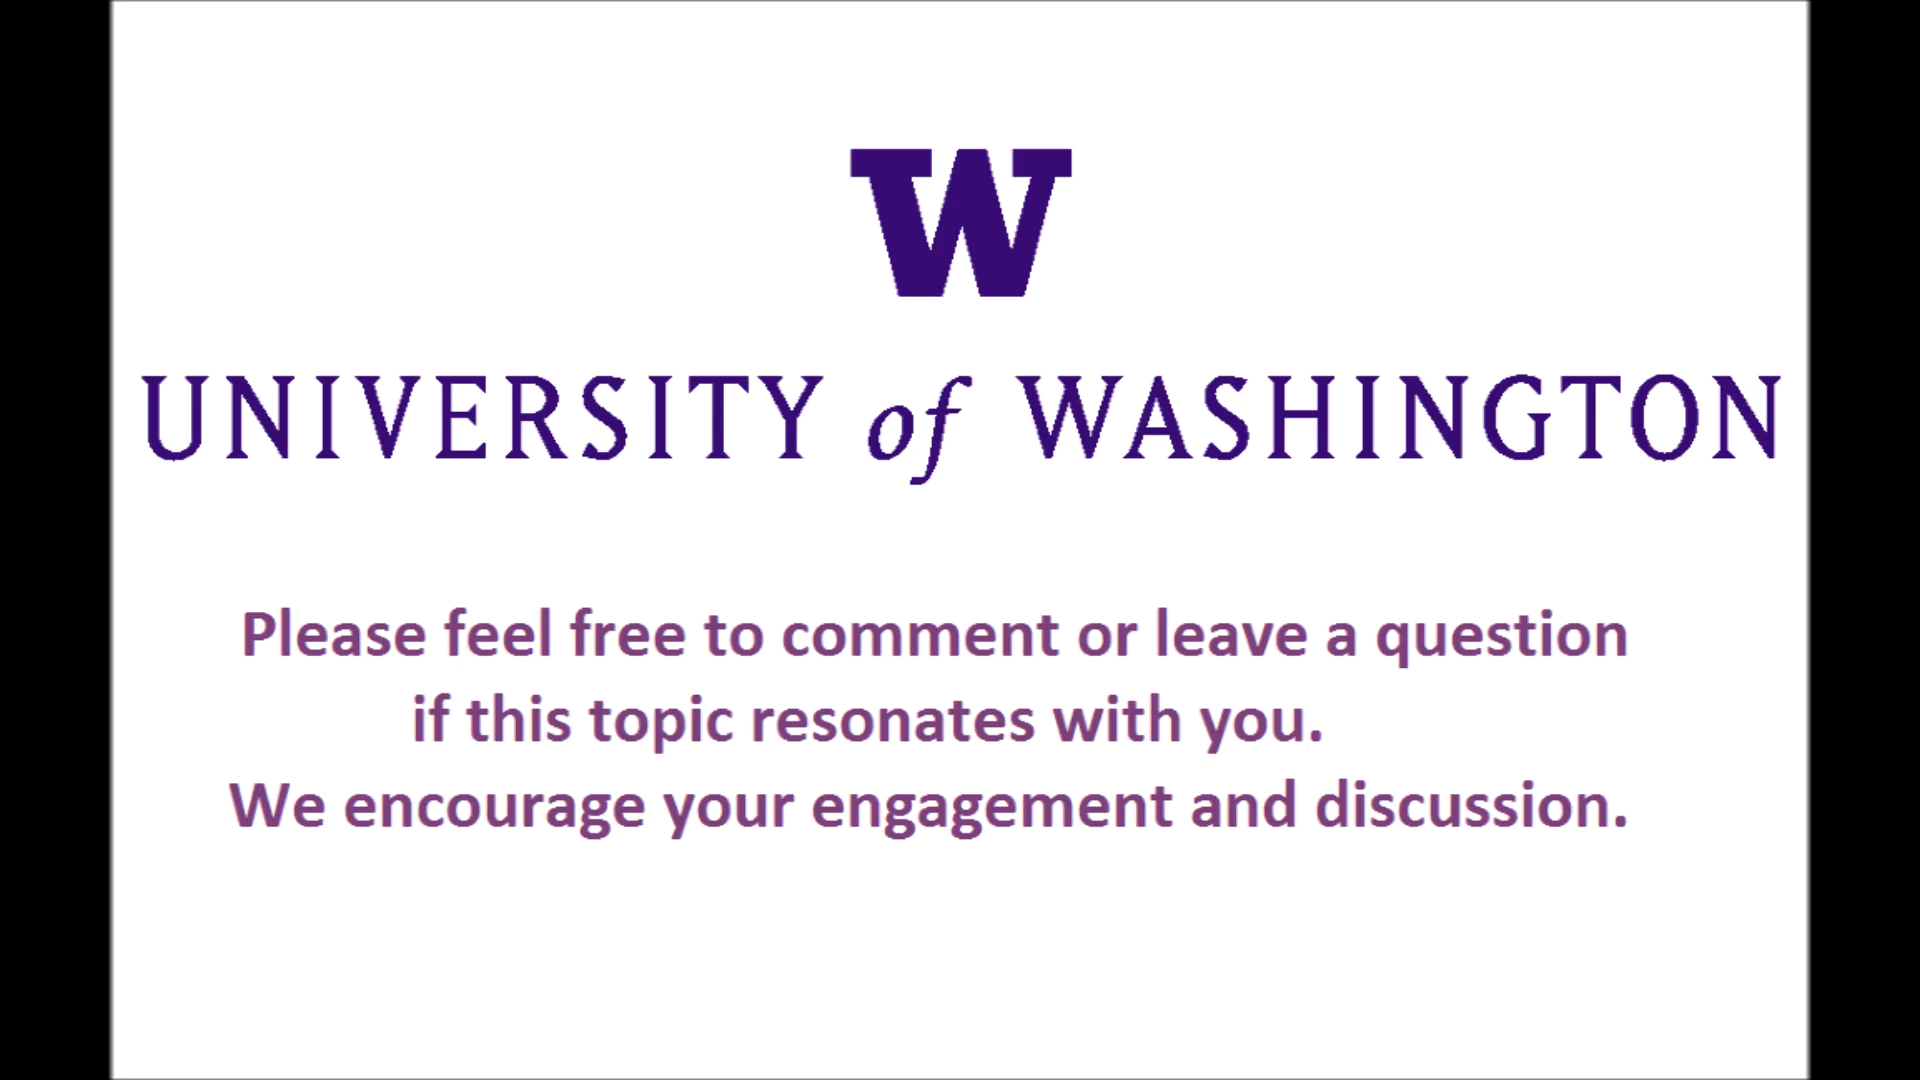 W
UNIVERSITY of WASHINGTON
Please feel free to comment or leave a question
if this topic resonates with you.
We encourage your engagement and discussion.